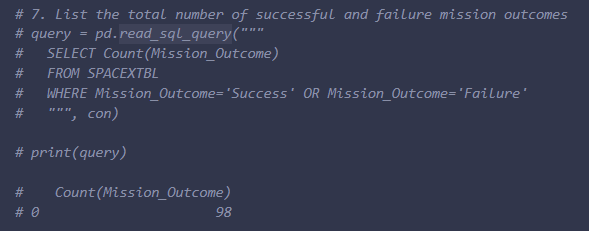 # 7. List the total number of successful and failure mission outcomes
# query = pd.read_sql_query("""
#   SELECT Count(Mission_Outcome)
#   FROM SPACEXTBL
#   WHERE Mission_Outcome='Success' OR Mission_Outcome='Failure'
#   """, con)
# print(query)
#    Count(Mission_Outcome)
# 0                      98